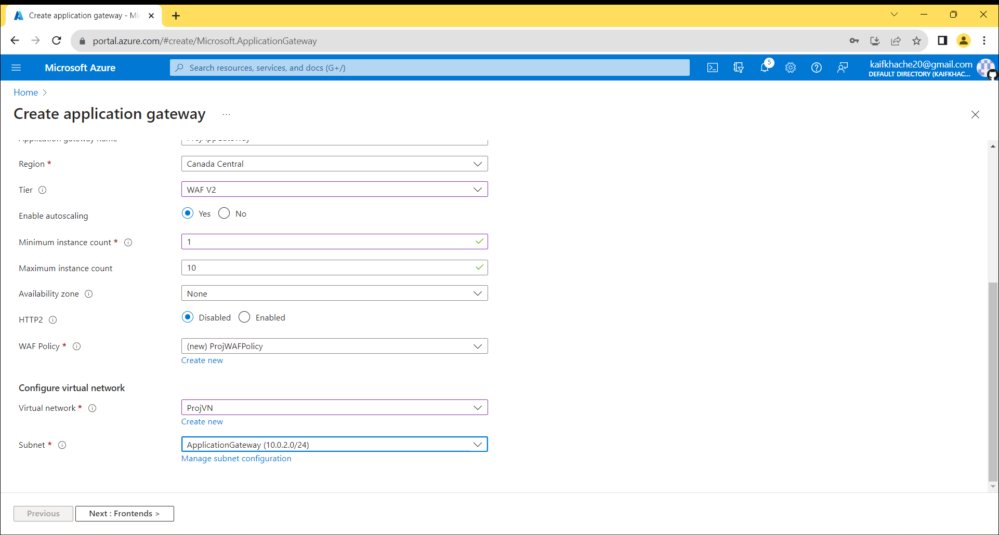 Create application gateway - Mi
portal.azure.com/#create/Microsoft.ApplicationGateway
Microsoft Azure
Search resources, services, and docs (G+/)
5
kaifkhache20@gmail.com
DEFAULT DIRECTORY (KAIFKHAC...
Home >
Create application gateway ...
Application gateway name
ProjAppGateWay
Region *
Canada Central
Tier
WAF V2
Enable autoscaling
Yes No
Minimum instance count *
1
Maximum instance count
10
Availability zone
None
HTTP2
Disabled Enabled
WAF Policy *
(new) ProjWAFPolicy
Create new
Configure virtual network
Virtual network *
ProjVN
Create new
Subnet *
ApplicationGateway (10.0.2.0/24)
Manage subnet configuration
Previous
Next : Frontends >